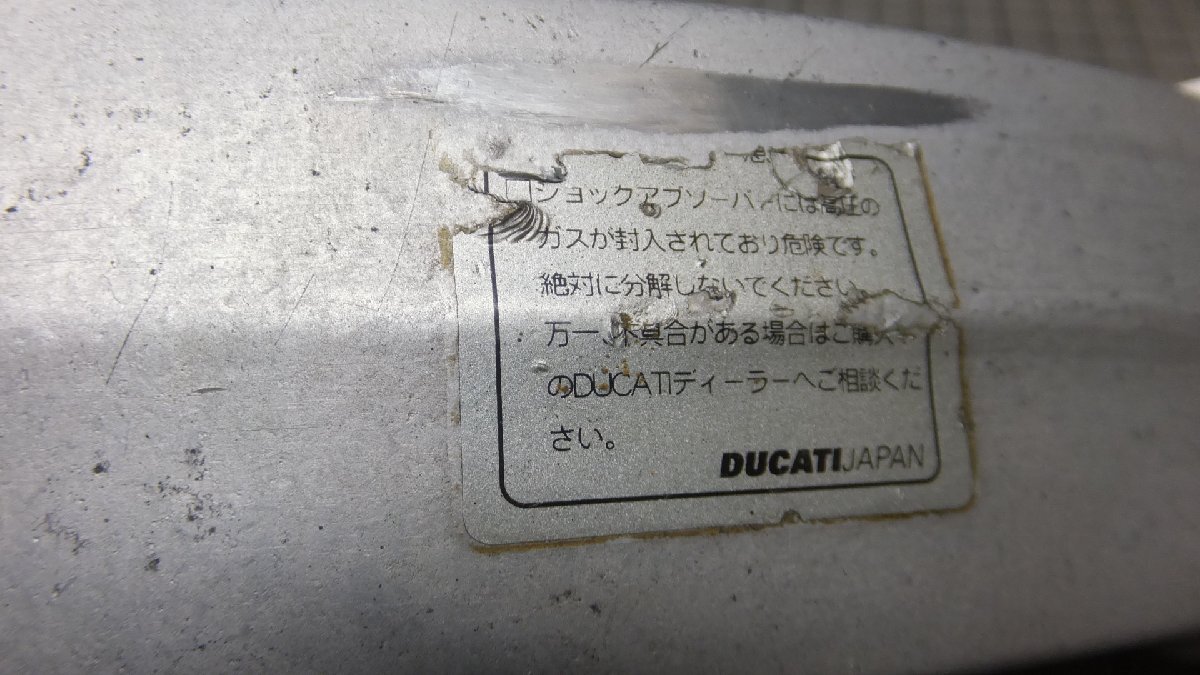 ショックアブソーバには高圧の
ガスが封入されており危険です。
絶対に分解しないでください。
万一、不具合がある場合はご購入
のDUCATIディーラーへご相談くだ
さい。
DUCATIJAPAN